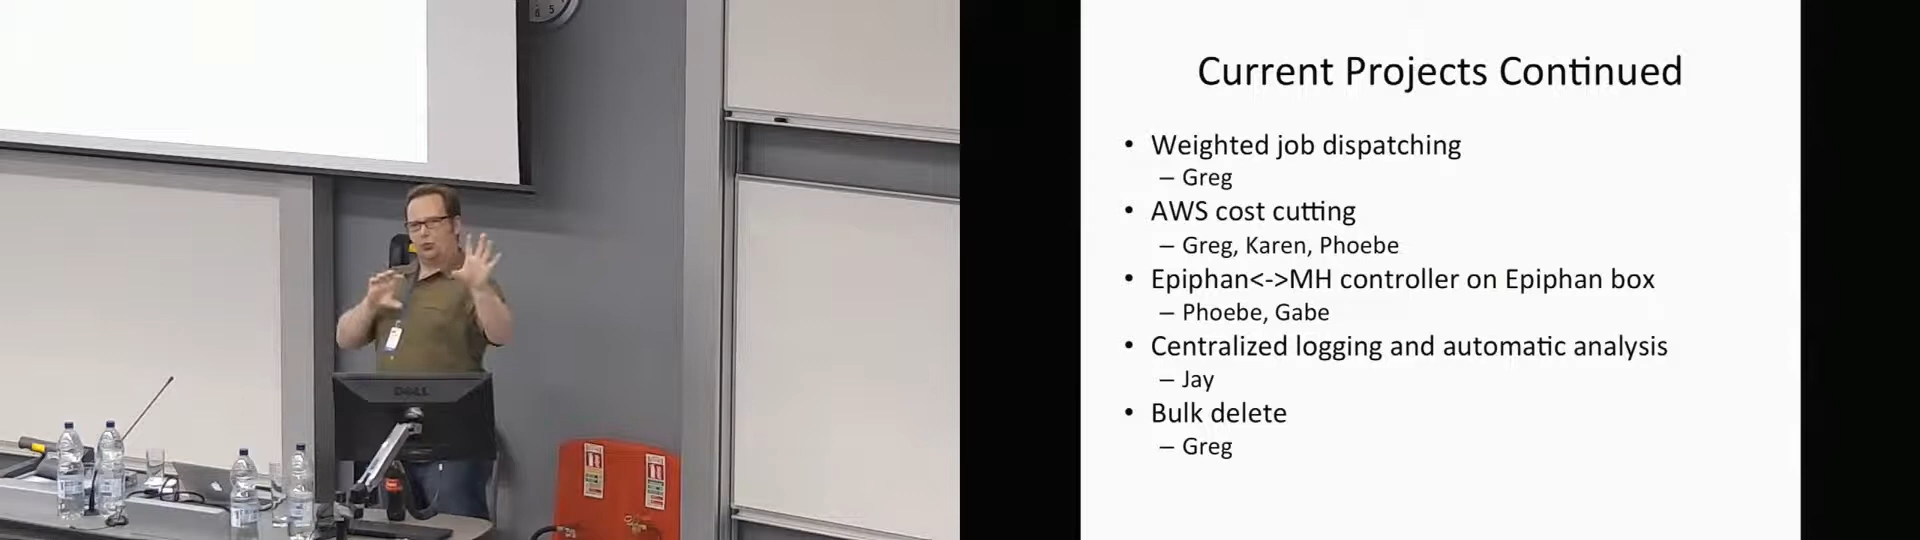 DELL
Current Projects Continued
• Weighted job dispatching
– Greg
• AWS cost cutting
– Greg, Karen, Phoebe
• Epiphan<->MH controller on Epiphan box
– Phoebe, Gabe
• Centralized logging and automatic analysis
– Jay
• Bulk delete
– Greg